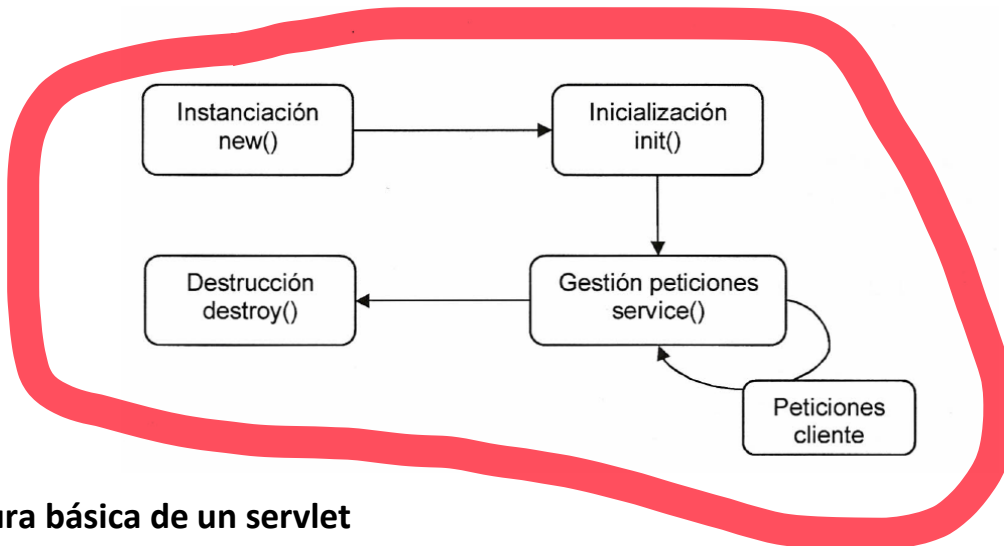 Instanciación
new()
Inicialización
init()
Destrucción
destroy()
Gestión peticiones
service()
Peticiones
cliente
ura básica de un servlet